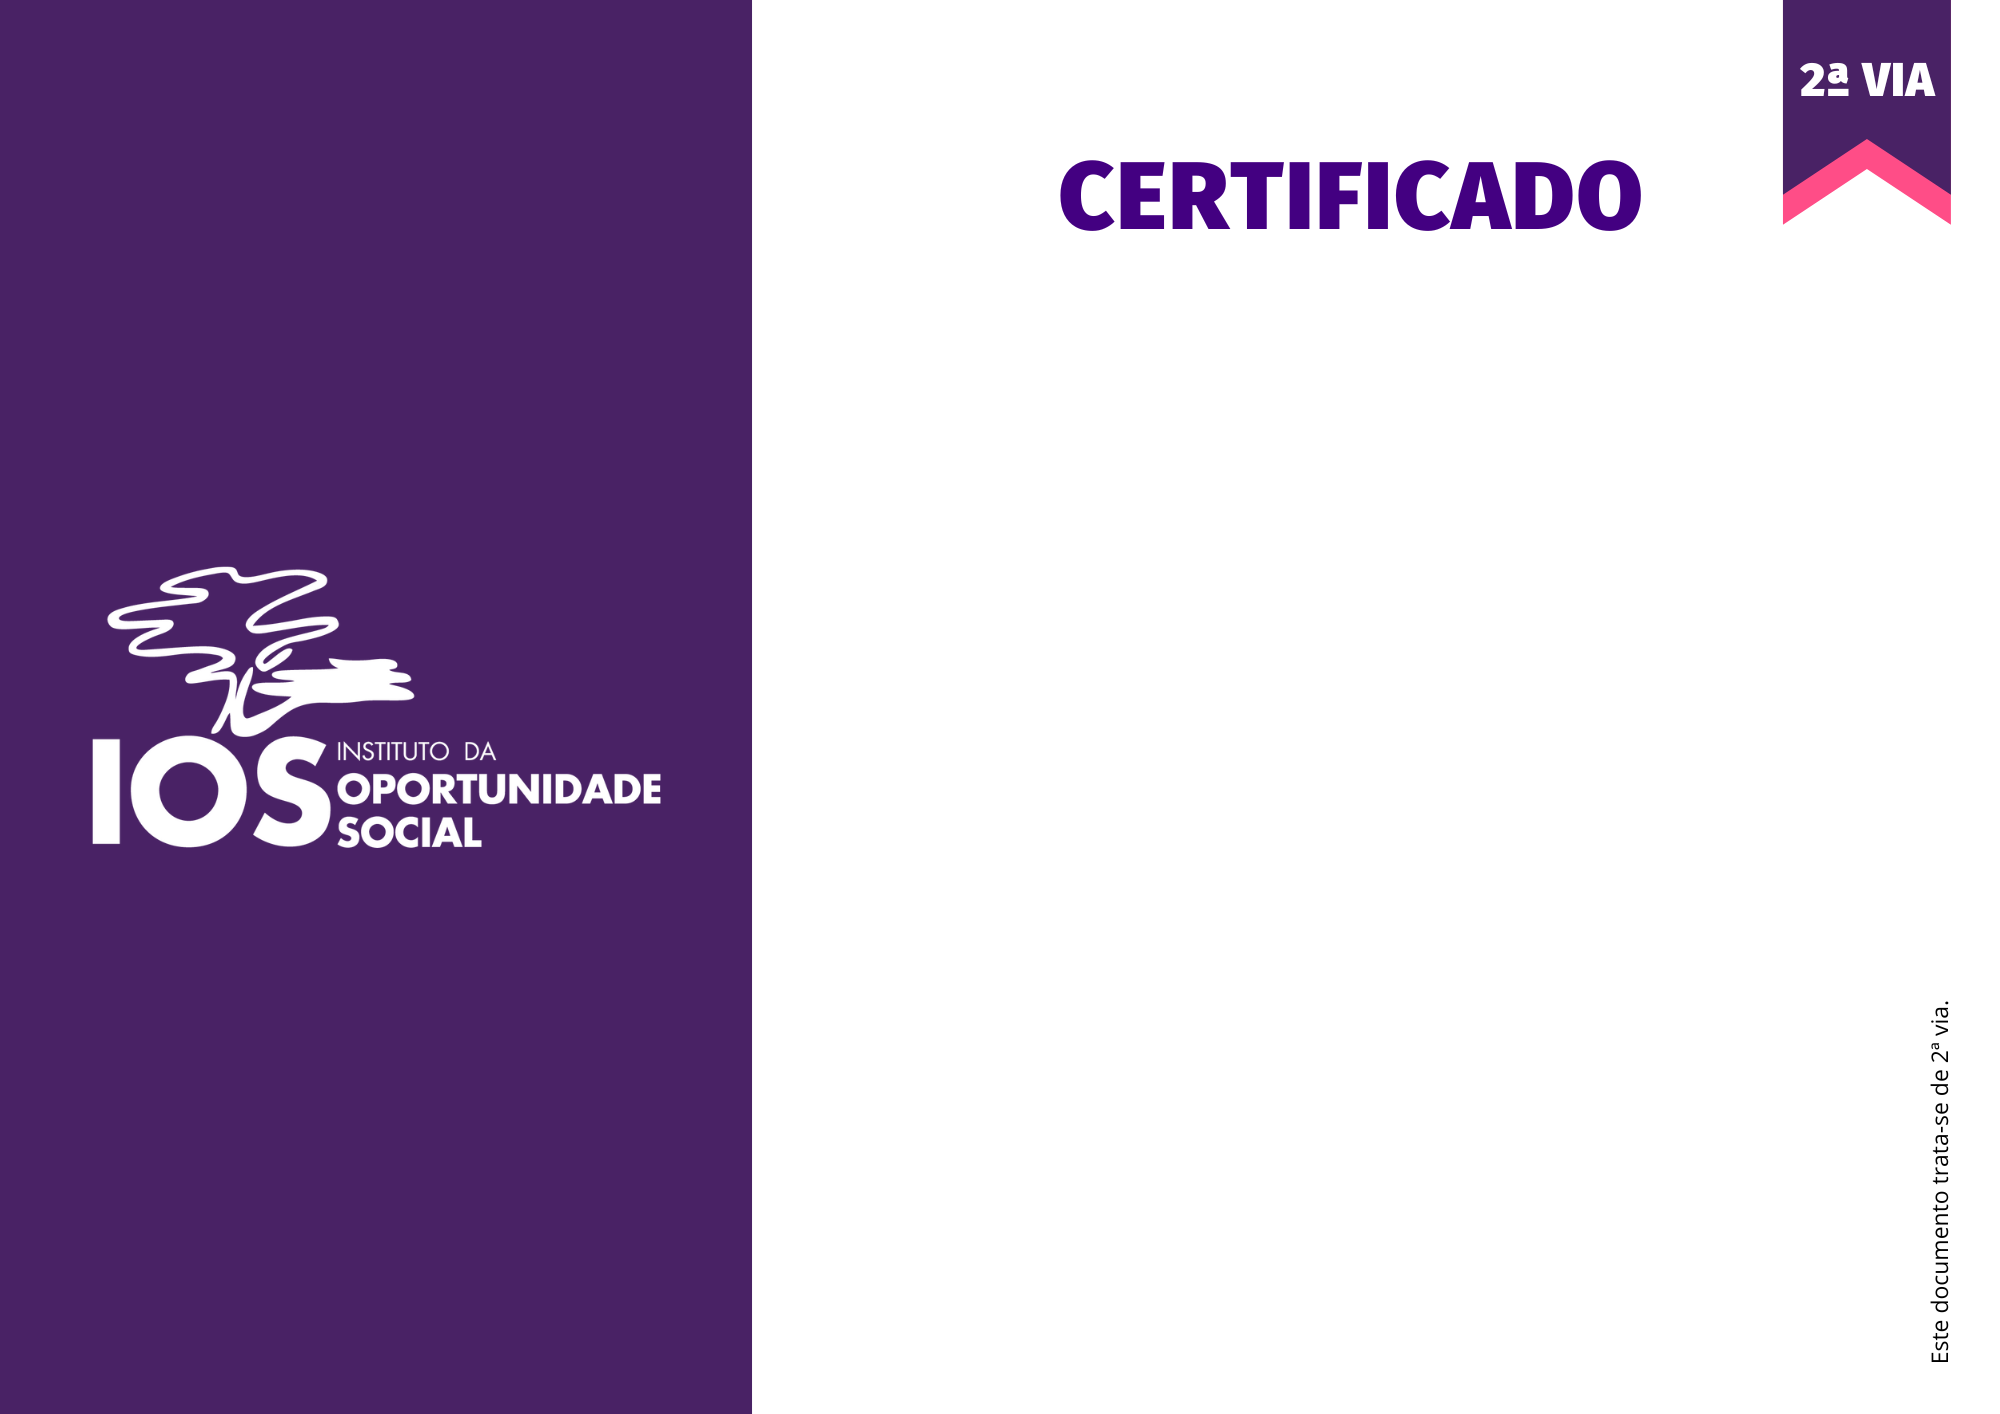 2ª VIA
CERTIFICADO
IOS
INSTITUTO DA
OPORTUNIDADE
SOCIAL
Este documento trata-se de 2ª via.